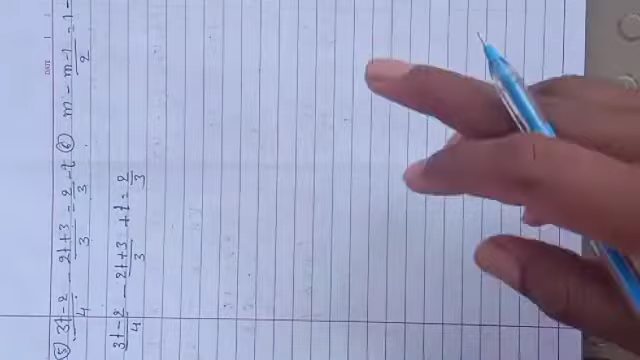 DATE
⑤ (3t-2)/4 - (2t+3)/3 = 2/3 - t ⑥ m - (m-1)/2 = 1 -
(3t-2)/4 - (2t+3)/3 + t = 2/3